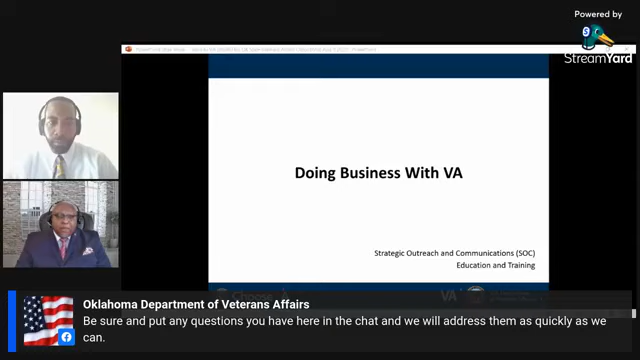 Powered by
StreamYard
Doing Business With VA
Strategic Outreach and Communications (SOC)
Education and Training
VA
Oklahoma Department of Veterans Affairs
Be sure and put any questions you have here in the chat and we will address them as quickly as we
can.